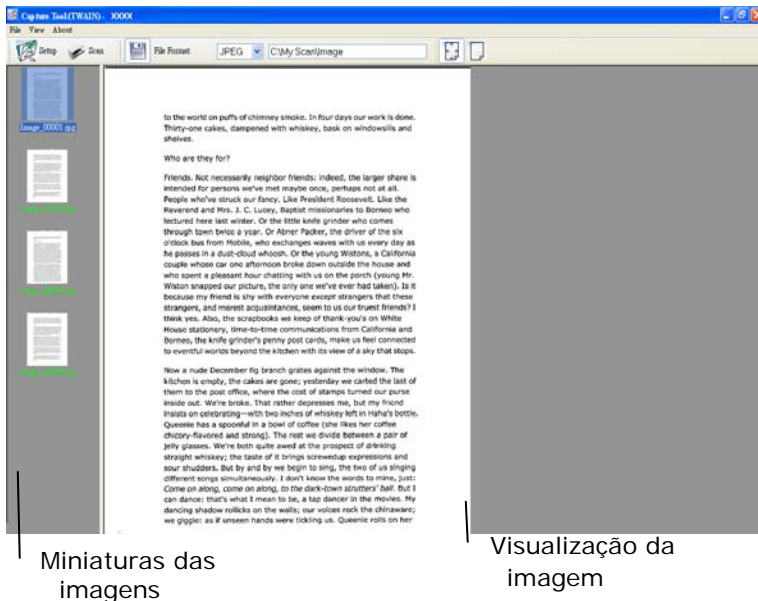 Capture Tool(TWAIN) - XXXX
File View About
Setup Scan File Format: JPEG C:\My Scan\Image
Image_00001.jpg
to the world on puffs of chimney smoke. In four days our work is done.
Thirty-one cakes, dampened with whiskey, bask on windowsills and
shelves.
Who are they for?
Friends. Not necessarily neighbor friends: indeed, the larger share is
intended for persons we've met maybe once, perhaps not at all.
People who've struck our fancy. Like President Roosevelt. Like the
Reverend and Mrs. J. C. Lucey, Baptist missionaries to Borneo who
lectured here last winter. Or the little knife grinder who comes
through town twice a year. Or Abner Packer, the driver of the six
o'clock bus from Mobile, who exchanges waves with us every day as
he passes in a dust-cloud whoosh. Or the young Wistons, a California
couple whose car one afternoon broke down outside the house and
who spent a pleasant hour chatting with us on the porch (young Mr.
Wiston snapped our picture, the only one we've ever had taken). Is it
because my friend is shy with everyone except strangers that these
strangers, and merest acquaintances, seem to us our truest friends? I
think yes. Also, the scrapbooks we keep of thank-you's on White
House stationery, time-to-time communications from California and
Borneo, the knife grinder's penny post cards, make us feel connected
to eventful worlds beyond the kitchen with its view of a sky that stops.
Now a nude December fig branch grates against the window. The
kitchen is empty, the cakes are gone; yesterday we carted the last of
them to the post office, where the cost of stamps turned our purse
inside out. We're broke. That rather depresses me, but my friend
insists on celebrating—with two inches of whiskey left in Haha's bottle.
Queenie has a spoonful in a bowl of coffee (she likes her coffee
chicory-flavored and strong). The rest we divide between a pair of
jelly glasses. We're both quite awed at the prospect of drinking
straight whiskey; the taste of it brings screwedup expressions and
sour shudders. But by and by we begin to sing, the two of us singing
different songs simultaneously. I don't know the words to mine, just:
Come on along, come on along, to the dark-town strutters' ball. But I
can dance: that's what I mean to be, a tap dancer in the movies. My
dancing shadow rollicks on the walls; our voices rock the chinaware;
we giggle: as if unseen hands were tickling us. Queenie rolls on her
Miniaturas das
imagens
Visualização da
imagem